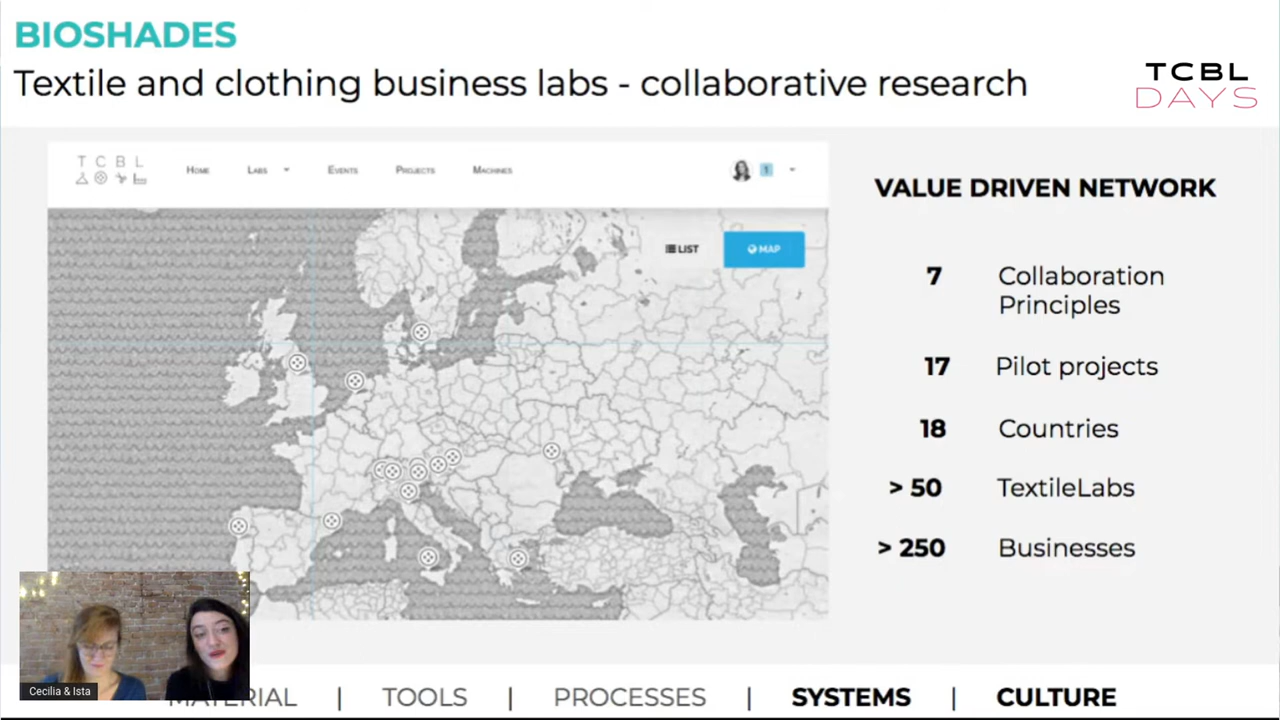 BIOSHADES
Textile and clothing business labs - collaborative research
TCBL
DAYS
T C B L
HOME
LABS
EVENTS
PROJECTS
MACHINES
1
LIST
MAP
VALUE DRIVEN NETWORK
7 Collaboration
Principles
17 Pilot projects
18 Countries
> 50 TextileLabs
> 250 Businesses
Cecilia & Ista
MATERIAL | TOOLS | PROCESSES | SYSTEMS | CULTURE